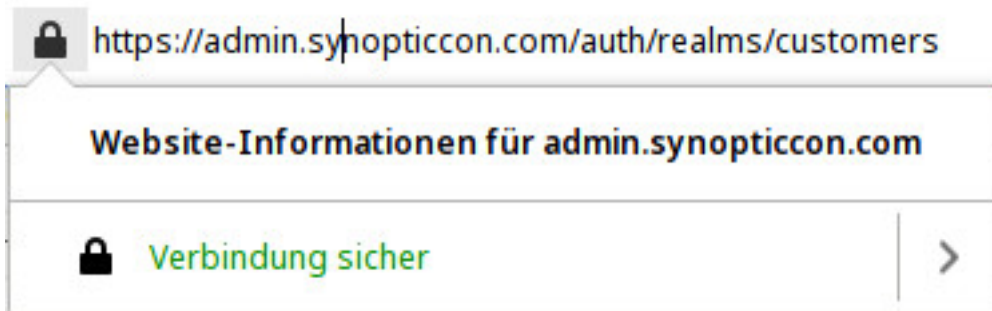 https://admin.synopticcon.com/auth/realms/customers
Website-Informationen für admin.synopticcon.com
Verbindung sicher